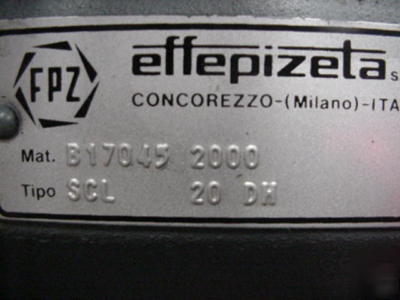 FPZ
effepizeta s
CONCOREZZO-(Milano)-ITA
Mat. B17045 2000
Tipo SCL 20 DH